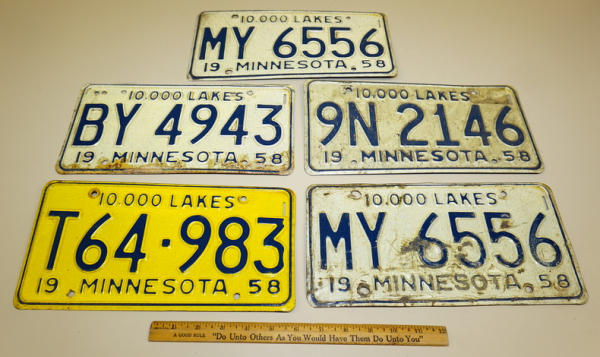 10.000 LAKES
MY 6556
19 MINNESOTA 58
10.000 LAKES
BY 4943
19 MINNESOTA 58
10.000 LAKES
9N 2146
19 MINNESOTA 58
10.000 LAKES
T64·983
19 MINNESOTA 58
10.000 LAKES
MY 6556
19 MINNESOTA 58
A GOOD RULE "Do Unto Others As You Would Have Them Do Unto You"